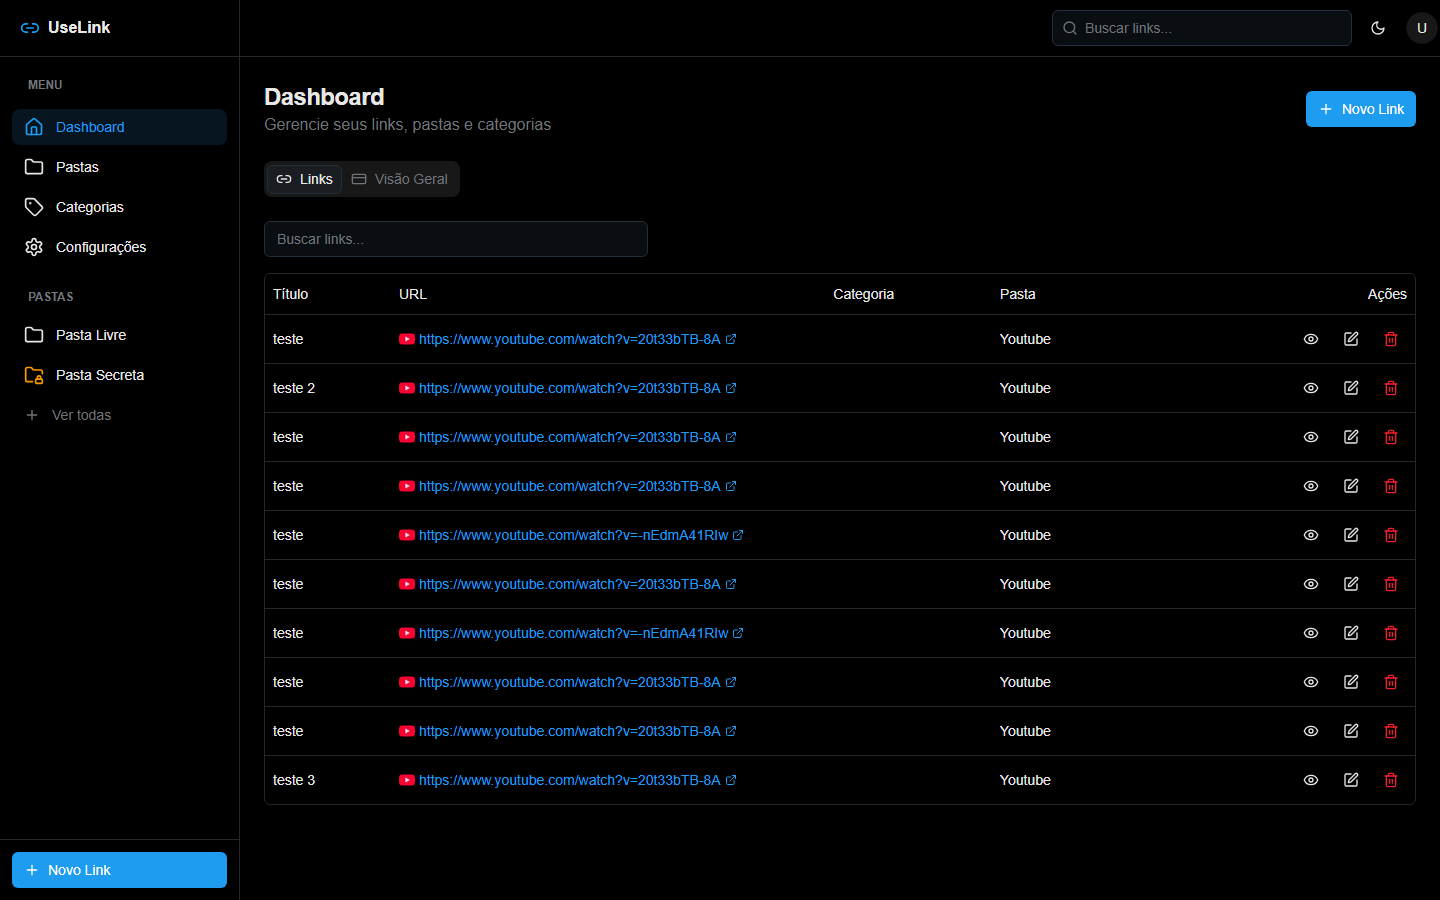 UseLink
Buscar links...
U
MENU
Dashboard
Pastas
Categorias
Configurações
PASTAS
Pasta Livre
Pasta Secreta
Ver todas
Novo Link
Dashboard
Gerencie seus links, pastas e categorias
Novo Link
Links Visão Geral
Buscar links...
Título URL Categoria Pasta Ações
teste https://www.youtube.com/watch?v=20t33bTB-8A Youtube
teste 2 https://www.youtube.com/watch?v=20t33bTB-8A Youtube
teste https://www.youtube.com/watch?v=20t33bTB-8A Youtube
teste https://www.youtube.com/watch?v=20t33bTB-8A Youtube
teste https://www.youtube.com/watch?v=-nEdmA41RIw Youtube
teste https://www.youtube.com/watch?v=20t33bTB-8A Youtube
teste https://www.youtube.com/watch?v=-nEdmA41RIw Youtube
teste https://www.youtube.com/watch?v=20t33bTB-8A Youtube
teste https://www.youtube.com/watch?v=20t33bTB-8A Youtube
teste 3 https://www.youtube.com/watch?v=20t33bTB-8A Youtube